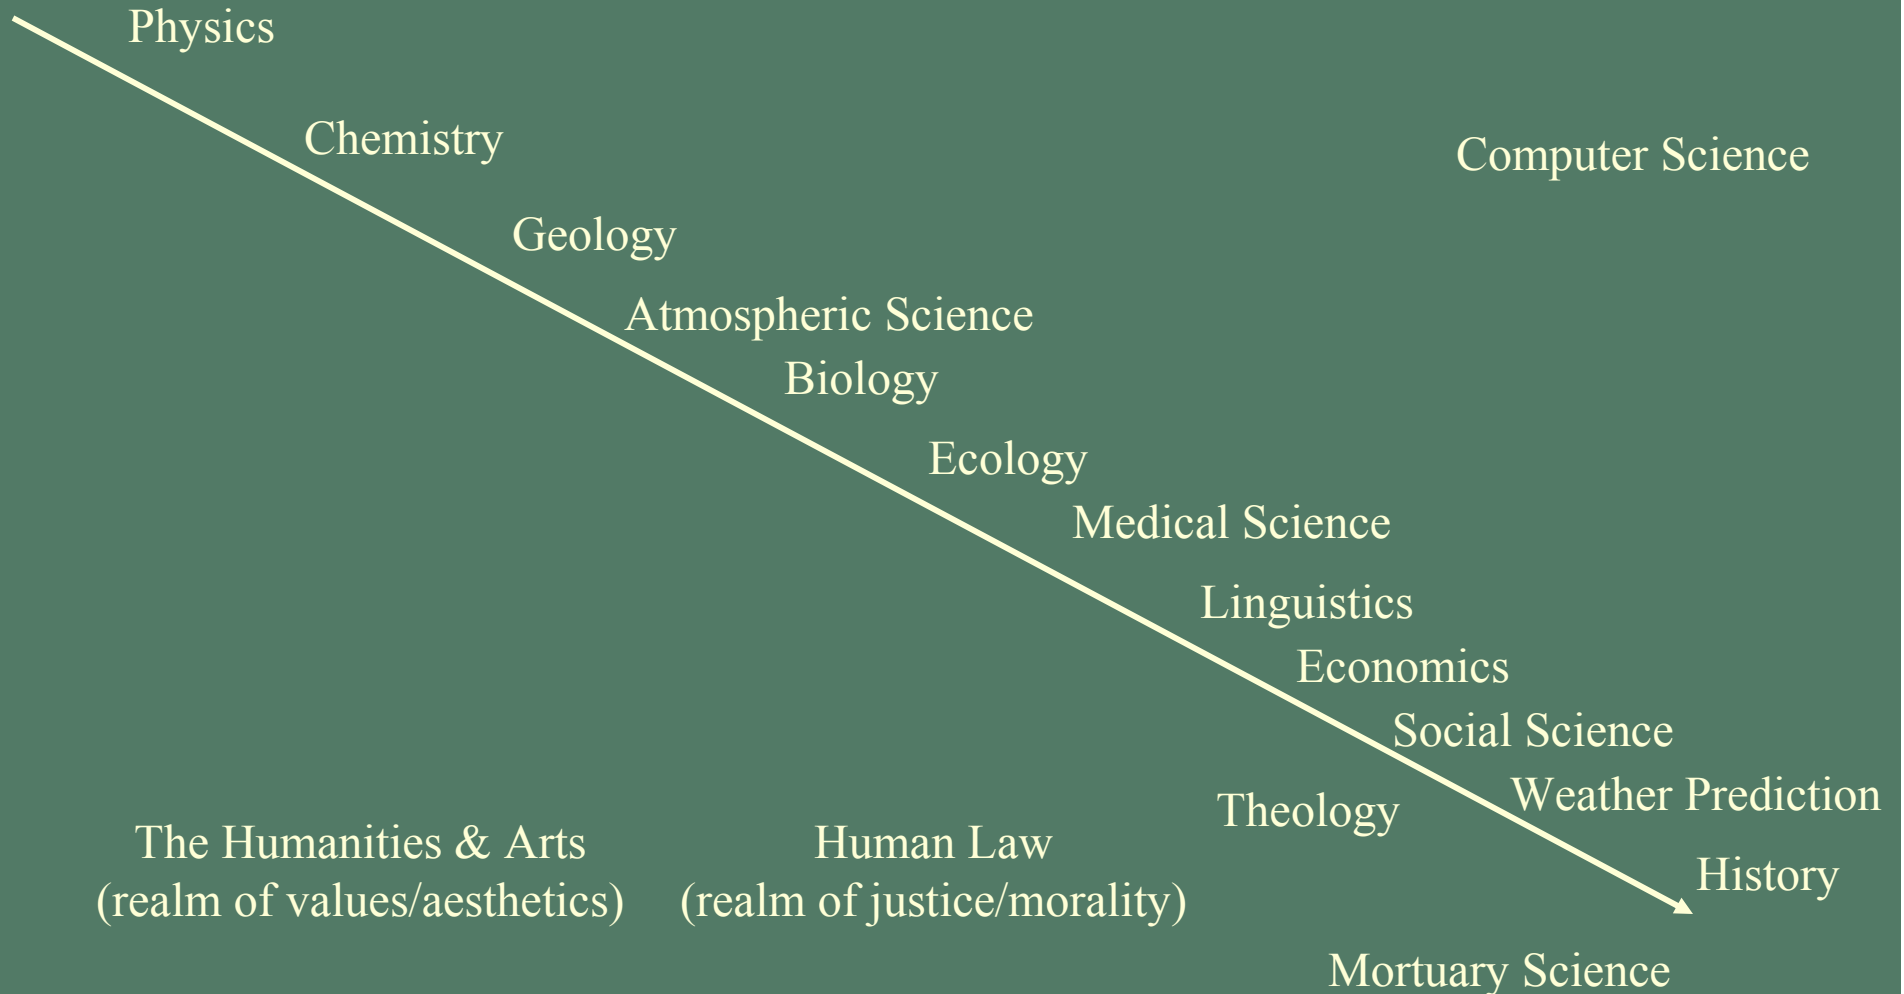 Physics
Chemistry
Computer Science
Geology
Atmospheric Science
Biology
Ecology
Medical Science
Linguistics
Economics
Social Science
Weather Prediction
Theology
The Humanities & Arts
(realm of values/aesthetics)
Human Law
(realm of justice/morality)
History
Mortuary Science